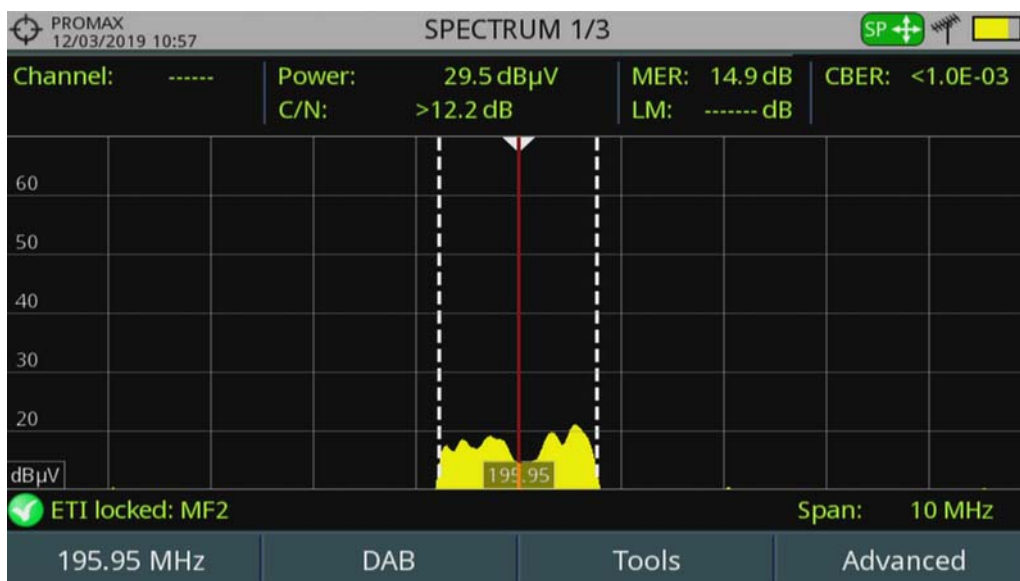 PROMAX
12/03/2019 10:57
SPECTRUM 1/3
SP
Channel: ------
Power: 29.5 dBµV
MER: 14.9 dB
CBER: <1.0E-03
C/N: >12.2 dB
LM: ------- dB
60
50
40
30
20
dBµV
195.95
ETI locked: MF2
Span: 10 MHz
195.95 MHz
DAB
Tools
Advanced